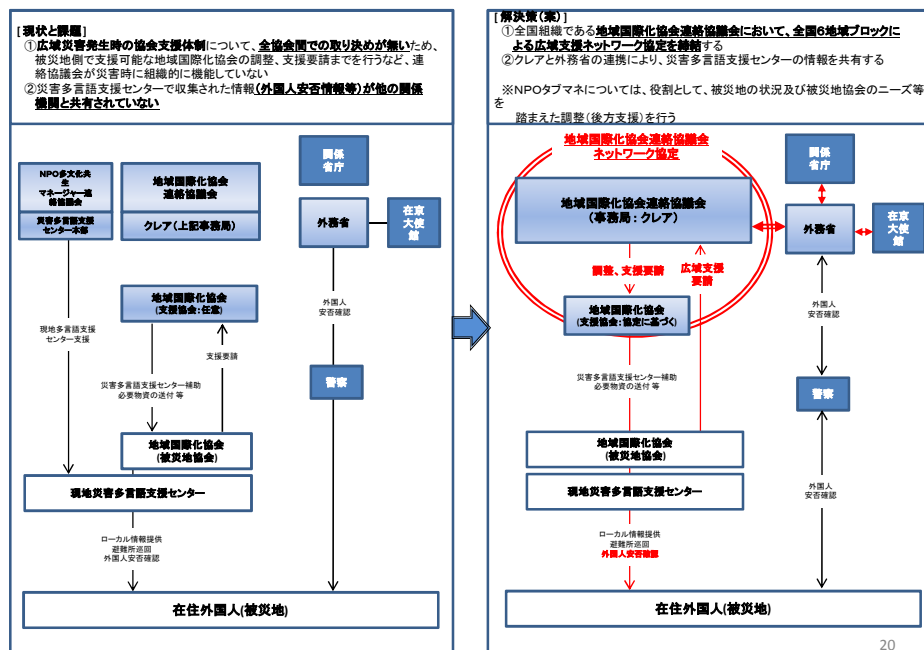 [現状と課題]
①広域災害発生時の協会支援体制について、全協会間での取り決めが無いため、
被災地側で支援可能な地域国際化協会の調整、支援要請までを行うなど、連
絡協議会が災害時に組織的に機能していない
②災害多言語支援センターで収集された情報(外国人安否情報等)が他の関係
機関と共有されていない
NPO多文化共
生
マネージャー連
絡協議会
災害多言語支援
センター本部
地域国際化協会
連絡協議会
クレア(上記事務局)
関係
省庁
外務省
在京
大使
館
地域国際化協会
(支援協会:任意)
現地多言語支援
センター支援
支援要請
外国人
安否確認
災害多言語支援センター補助
必要物資の送付 等
警察
地域国際化協会
(被災地協会)
現地災害多言語支援センター
ローカル情報提供
避難所巡回
外国人安否確認
在住外国人(被災地)
[解決策(案)]
①全国組織である地域国際化協会連絡協議会において、全国6地域ブロックに
よる広域支援ネットワーク協定を締結する
②クレアと外務省の連携により、災害多言語支援センターの情報を共有する
※NPOタブマネについては、役割として、被災地の状況及び被災地協会のニーズ等
を
踏まえた調整(後方支援)を行う
地域国際化協会連絡協議会
ネットワーク協定
地域国際化協会連絡協議会
(事務局:クレア)
関係
省庁
外務省
在京
大使
館
調整、支援要請
広域支援
要請
地域国際化協会
(支援協会:協定に基づく)
外国人
安否確認
災害多言語支援センター補助
必要物資の送付 等
警察
地域国際化協会
(被災地協会)
現地災害多言語支援センター
外国人
安否確認
ローカル情報提供
避難所巡回
外国人安否確認
在住外国人(被災地)
20